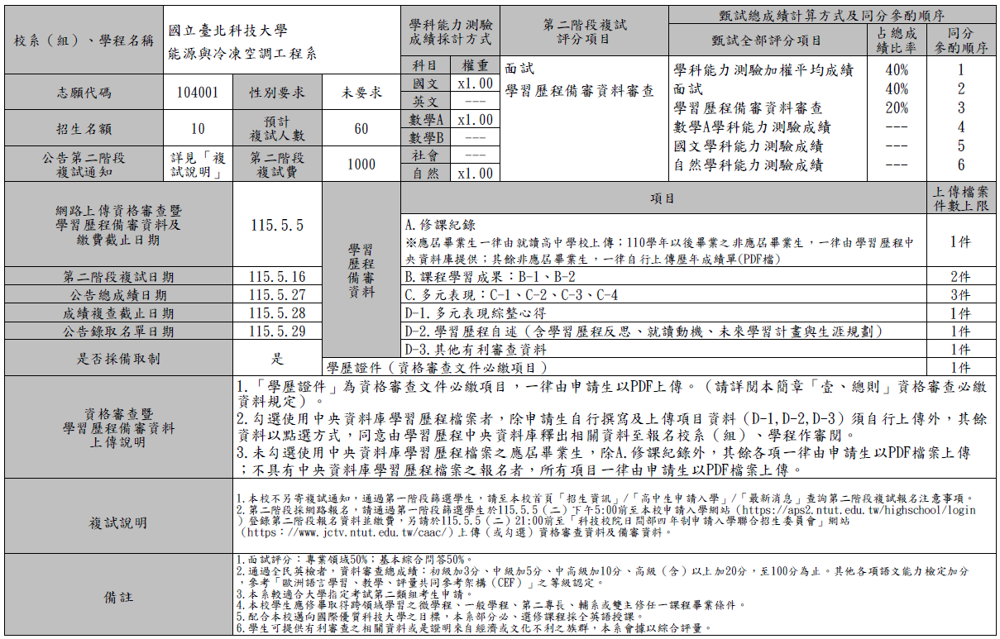 校系（組）、學程名稱
國立臺北科技大學
能源與冷凍空調工程系
學科能力測驗
成績採計方式
第二階段複試
評分項目
甄試總成績計算方式及同分參酌順序
甄試全部評分項目
占總成
績比率
同分
參酌順序
科目 權重
國文 x1.00
英文 ---
數學A x1.00
數學B ---
社會 ---
自然 x1.00
面試
學習歷程備審資料審查
學科能力測驗加權平均成績 40% 1
面試 40% 2
學習歷程備審資料審查 20% 3
數學A學科能力測驗成績 --- 4
國文學科能力測驗成績 --- 5
自然學科能力測驗成績 --- 6
志願代碼 104001 性別要求 未要求
招生名額 10 預計
複試人數 60
公告第二階段
複試通知
詳見「複
試說明」
第二階段
複試費
1000
網路上傳資格審查暨
學習歷程備審資料及
繳費截止日期
115.5.5
第二階段複試日期 115.5.16
公告總成績日期 115.5.27
成績複查截止日期 115.5.28
公告錄取名單日期 115.5.29
是否採備取制 是
學習
歷程
備審
資料
項目
上傳檔案
件數上限
A.修課紀錄
※應屆畢業生一律由就讀高中學校上傳；110學年以後畢業之非應屆畢業生，一律由學習歷程中
央資料庫提供；其餘非應屆畢業生，一律自行上傳歷年成績單(PDF檔)
1件
B.課程學習成果：B-1、B-2 2件
C.多元表現：C-1、C-2、C-3、C-4 3件
D-1.多元表現綜整心得 1件
D-2.學習歷程自述（含學習歷程反思、就讀動機、未來學習計畫與生涯規劃） 1件
D-3.其他有利審查資料 1件
學歷證件（資格審查文件必繳項目） 1件
資格審查暨
學習歷程備審資料
上傳說明
1.「學歷證件」為資格審查文件必繳項目，一律由申請生以PDF上傳。（請詳閱本簡章「壹、總則」資格審查必繳
資料規定）。
2.勾選使用中央資料庫學習歷程檔案者，除申請生自行撰寫及上傳項目資料（D-1,D-2,D-3）須自行上傳外，其餘
資料以點選方式，同意由學習歷程中央資料庫釋出相關資料至報名校系（組）、學程作審閱。
3.未勾選使用中央資料庫學習歷程檔案之應屆畢業生，除A.修課紀錄外，其餘各項一律由申請生以PDF檔案上傳
；不具有中央資料庫學習歷程檔案之報名者，所有項目一律由申請生以PDF檔案上傳。
複試說明
1.本校不另寄複試通知，通過第一階段篩選學生，請至本校首頁「招生資訊」/「高中生申請入學」/「最新消息」查詢第二階段複試報名注意事項。
2.第二階段採網路報名，請通過第一階段篩選學生於115.5.5（二）下午5:00前至本校申請入學網站（https://aps2.ntut.edu.tw/highschool/login
）登錄第二階段報名資料並繳費，另請於115.5.5（二）21:00前至「科技校院日間部四年制申請入學聯合招生委員會」網站
（https：//www.jctv.ntut.edu.tw/caac/）上傳（或勾選）資格審查資料及備審資料。
備註
1.面試評分：專業領域50%；基本綜合問答50%。
2.通過全民英檢者，資料審查總成績：初級加3分、中級加5分、中高級加10分、高級（含）以上加20分，至100分為止。其他各項語文能力檢定加分
，參考「歐洲語言學習、教學、評量共同參考架構（CEF）」之等級認定。
3.本系較適合大學指定考試第二類組考生申請。
4.本校學生應修畢取得跨領域學習之微學程、一般學程、第二專長、輔系或雙主修任一課程畢業條件。
5.配合本校邁向國際優質科技大學之目標，本系部分必、選修課程採全英語授課。
6.學生可提供有利審查之相關資料或是證明來自經濟或文化不利之族群，本系會據以綜合評量。